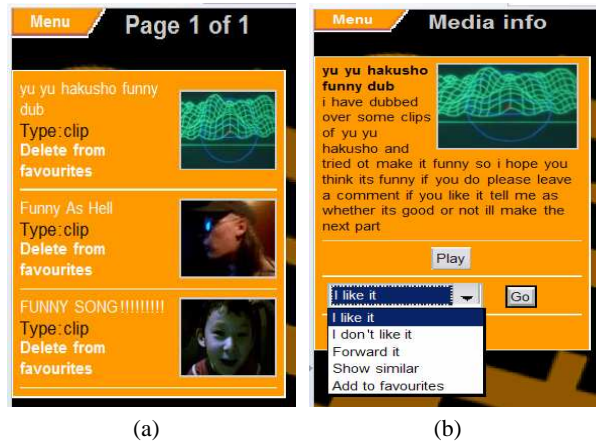 Menu
Page 1 of 1
yu yu hakusho funny
dub
Type:clip
Delete from
favourites
Funny As Hell
Type:clip
Delete from
favourites
FUNNY SONG!!!!!!!!!
Type:clip
Delete from
favourites
(a)
Menu
Media info
yu yu hakusho
funny dub
i have dubbed
over some clips
of yu yu
hakusho and
tried ot make it funny so i hope you
think its funny if you do please leave
a comment if you like it tell me as
whether its good or not ill make the
next part
Play
I like it
Go
I like it
I don't like it
Forward it
Show similar
Add to favourites
(b)